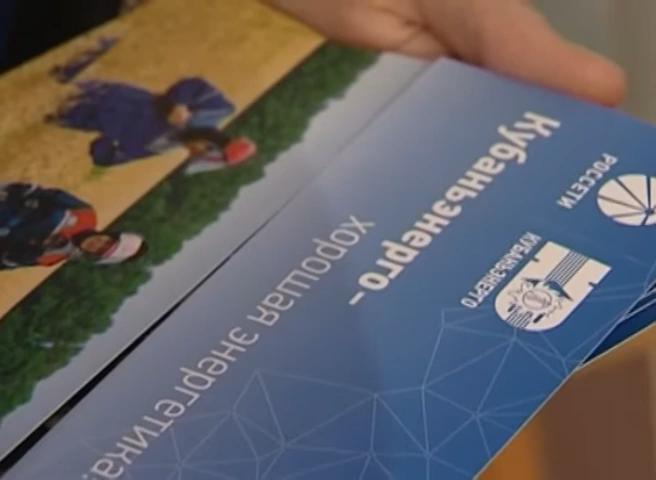 РОССЕТИ
КУБАНЬЭНЕРГО
Кубаньэнерго–
хорошая энергетика.